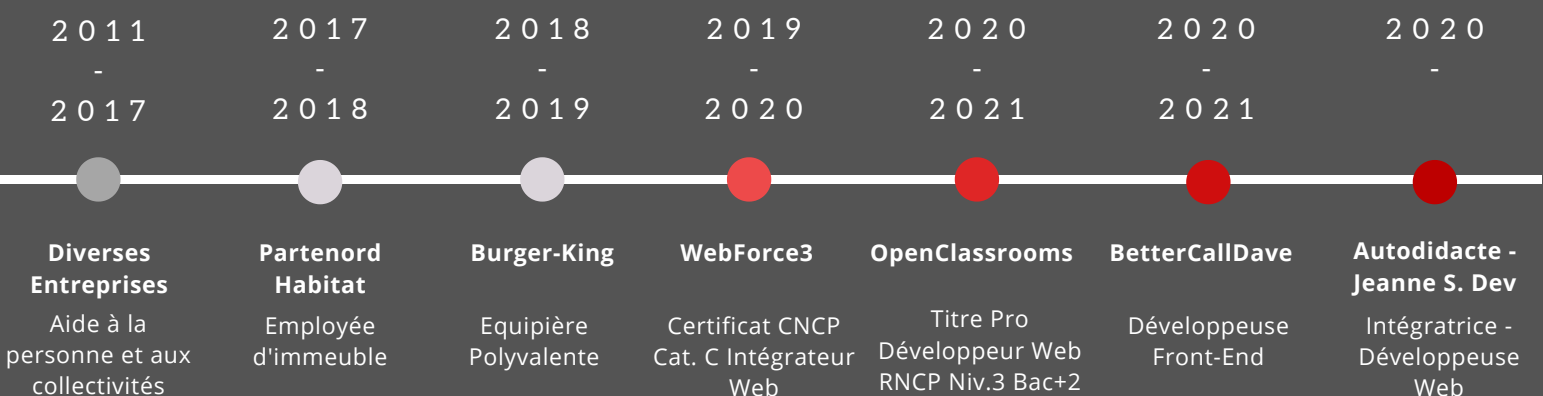 2011
-
2017
Diverses
Entreprises
Aide à la
personne et aux
collectivités
2017
-
2018
Partenord
Habitat
Employée
d'immeuble
2018
-
2019
Burger-King
Equipière
Polyvalente
2019
-
2020
WebForce3
Certificat CNCP
Cat. C Intégrateur
Web
2020
-
2021
OpenClassrooms
Titre Pro
Développeur Web
RNCP Niv.3 Bac+2
2020
-
2021
BetterCallDave
Développeuse
Front-End
2020
-
Autodidacte -
Jeanne S. Dev
Intégratrice -
Développeuse
Web